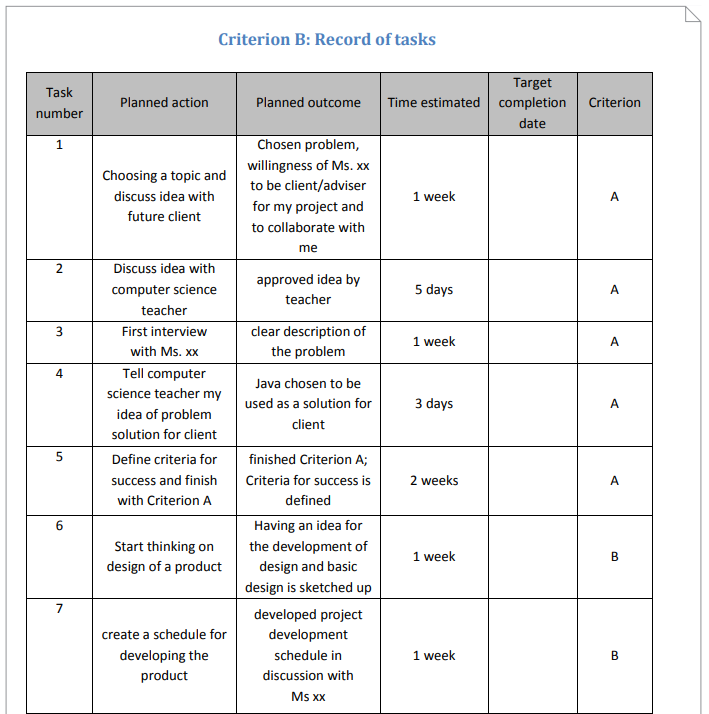 Criterion B: Record of tasks
Task number
Planned action
Planned outcome
Time estimated
Target completion date
Criterion
1
Choosing a topic and
discuss idea with
future client
Chosen problem,
willingness of Ms. xx
to be client/adviser
for my project and
to collaborate with
me
1 week
A
2
Discuss idea with
computer science
teacher
approved idea by
teacher
5 days
A
3
First interview
with Ms. xx
clear description of
the problem
1 week
A
4
Tell computer
science teacher my
idea of problem
solution for client
Java chosen to be
used as a solution for
client
3 days
A
5
Define criteria for
success and finish
with Criterion A
finished Criterion A;
Criteria for success is
defined
2 weeks
A
6
Start thinking on
design of a product
Having an idea for
the development of
design and basic
design is sketched up
1 week
B
7
create a schedule for
developing the
product
developed project
development
schedule in
discussion with
Ms xx
1 week
B